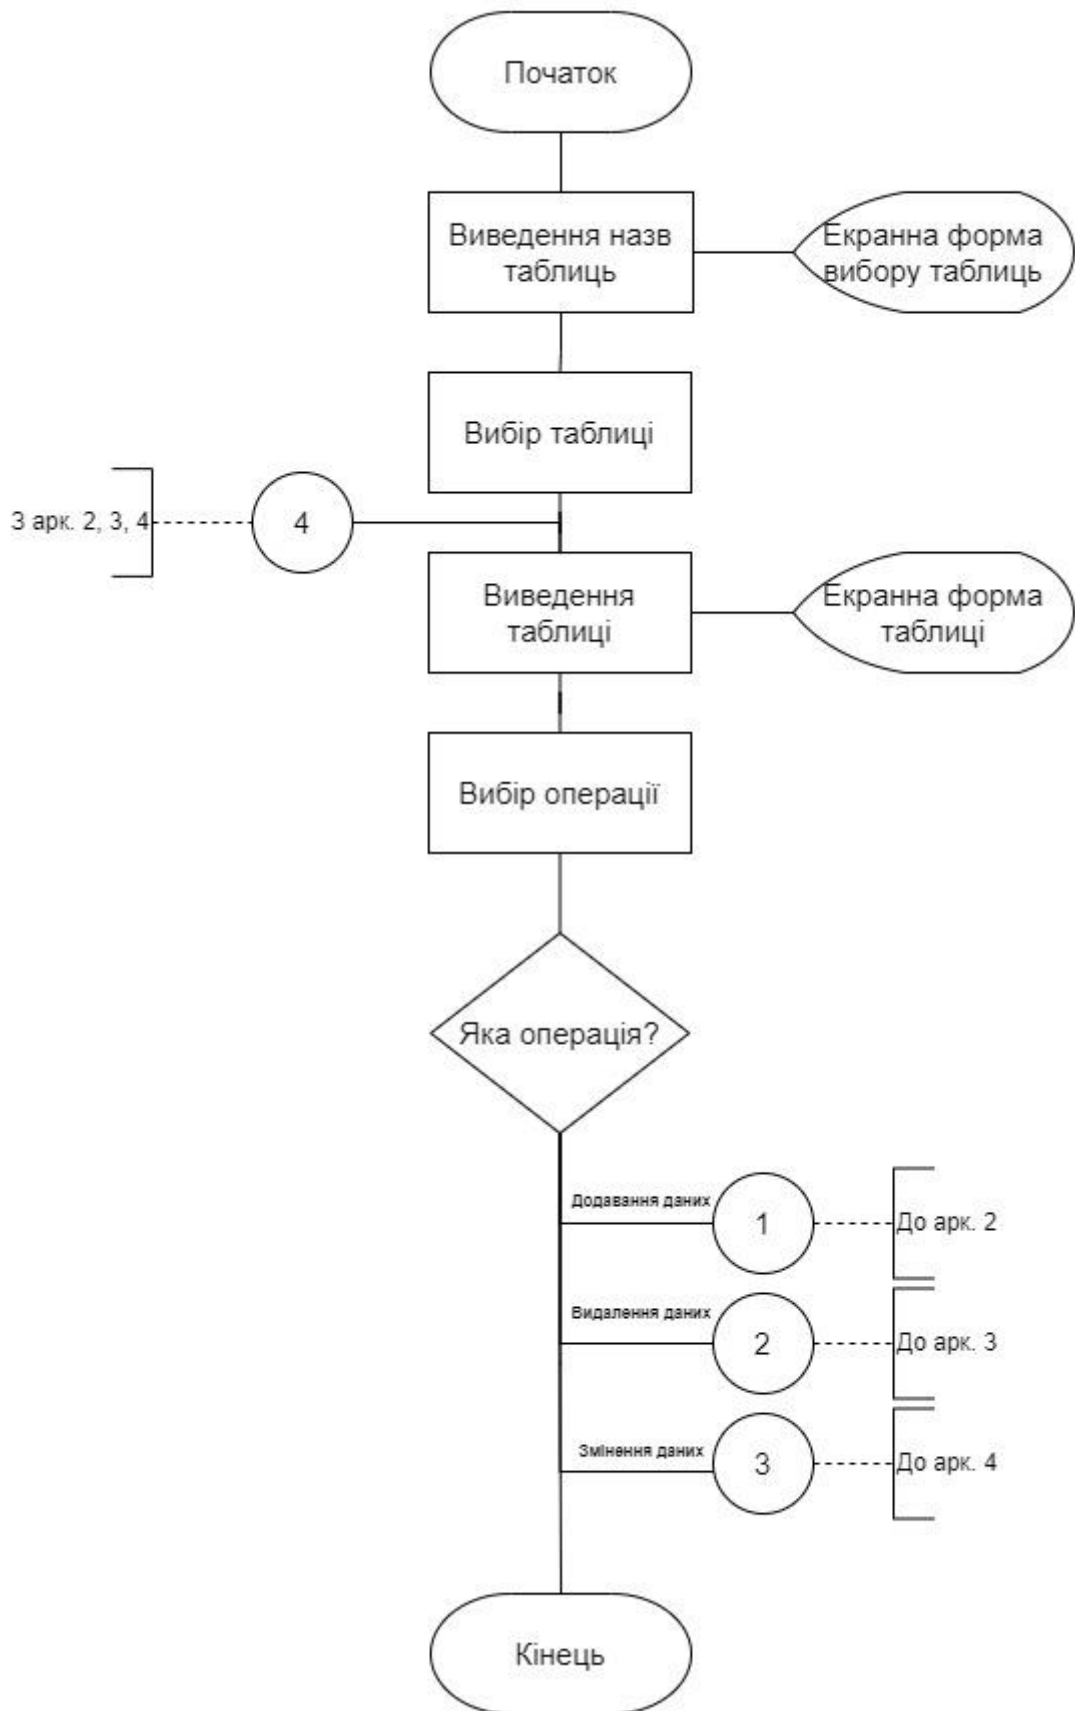 Початок
Виведення назв
таблиць
Екранна форма
вибору таблиць
Вибір таблиці
З арк. 2, 3, 4
4
Виведення
таблиці
Екранна форма
таблиці
Вибір операції
Яка операція?
Додавання даних
1
До арк. 2
Видалення даних
2
До арк. 3
Змінення даних
3
До арк. 4
Кінець